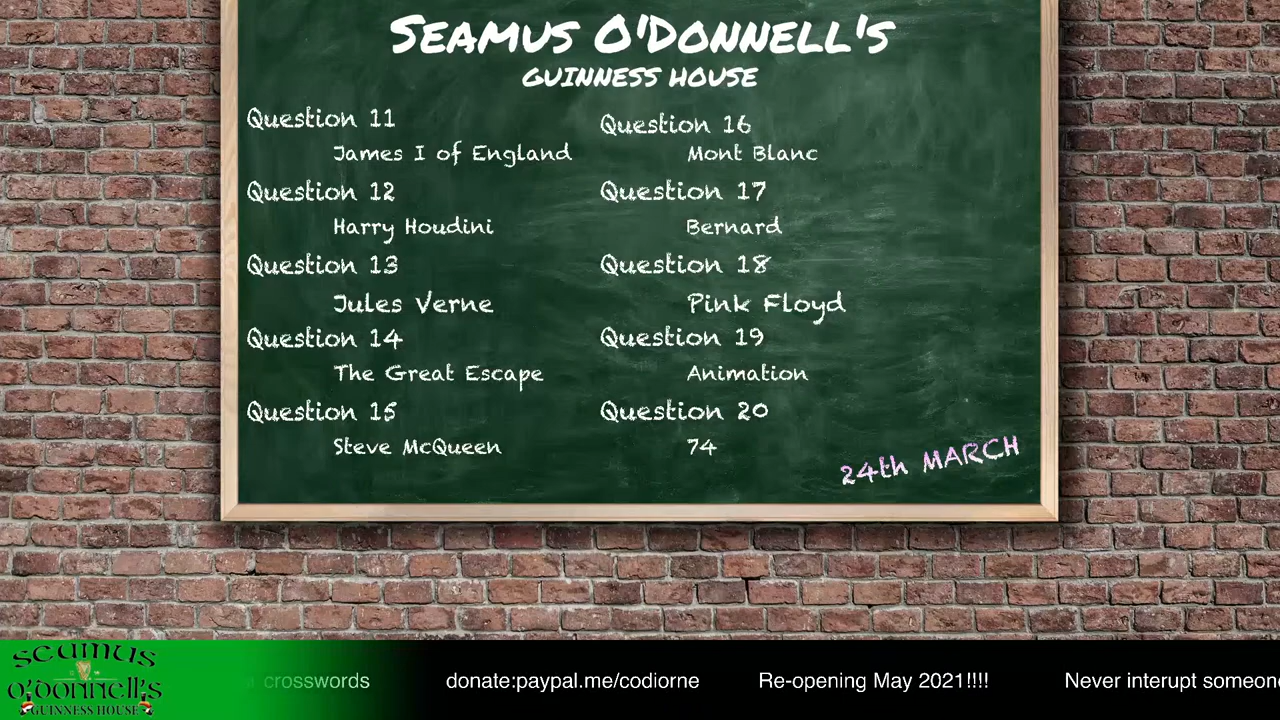 SEAMUS O'DONNELL'S
GUINNESS HOUSE
Question 11
James I of England
Question 12
Harry Houdini
Question 13
Jules Verne
Question 14
The Great Escape
Question 15
Steve McQueen
Question 16
Mont Blanc
Question 17
Bernard
Question 18
Pink Floyd
Question 19
Animation
Question 20
74
24th MARCH
seamus
o'donnell's
GUINNESS HOUSE
crosswords donate:paypal.me/codiorne Re-opening May 2021!!!! Never interupt someone